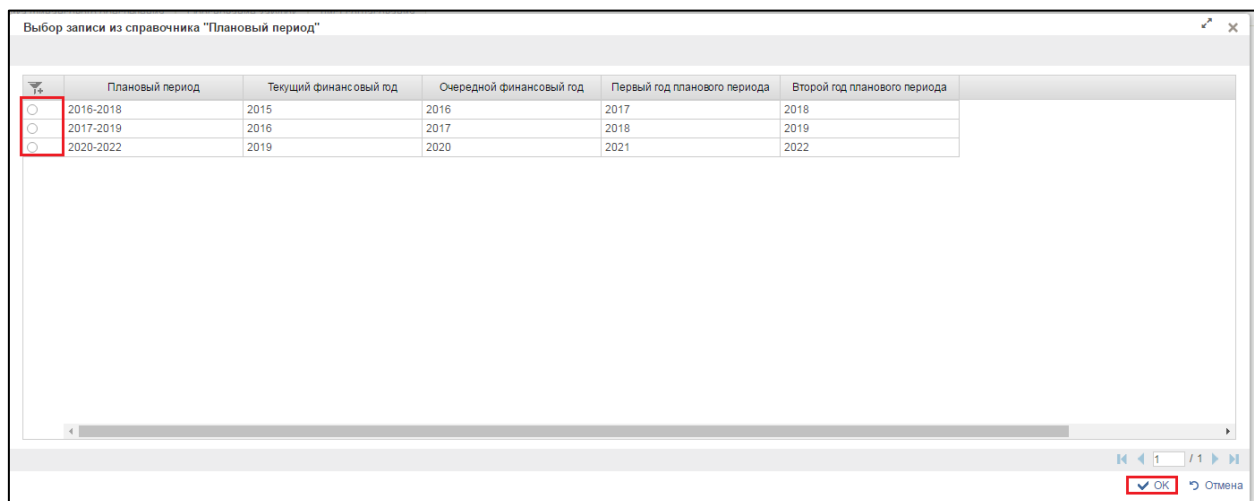 Выбор записи из справочника "Плановый период"
Плановый период Текущий финансовый год Очередной финансовый год Первый год планового периода Второй год планового периода
2016-2018 2015 2016 2017 2018
2017-2019 2016 2017 2018 2019
2020-2022 2019 2020 2021 2022
1 / 1
ОК Отмена